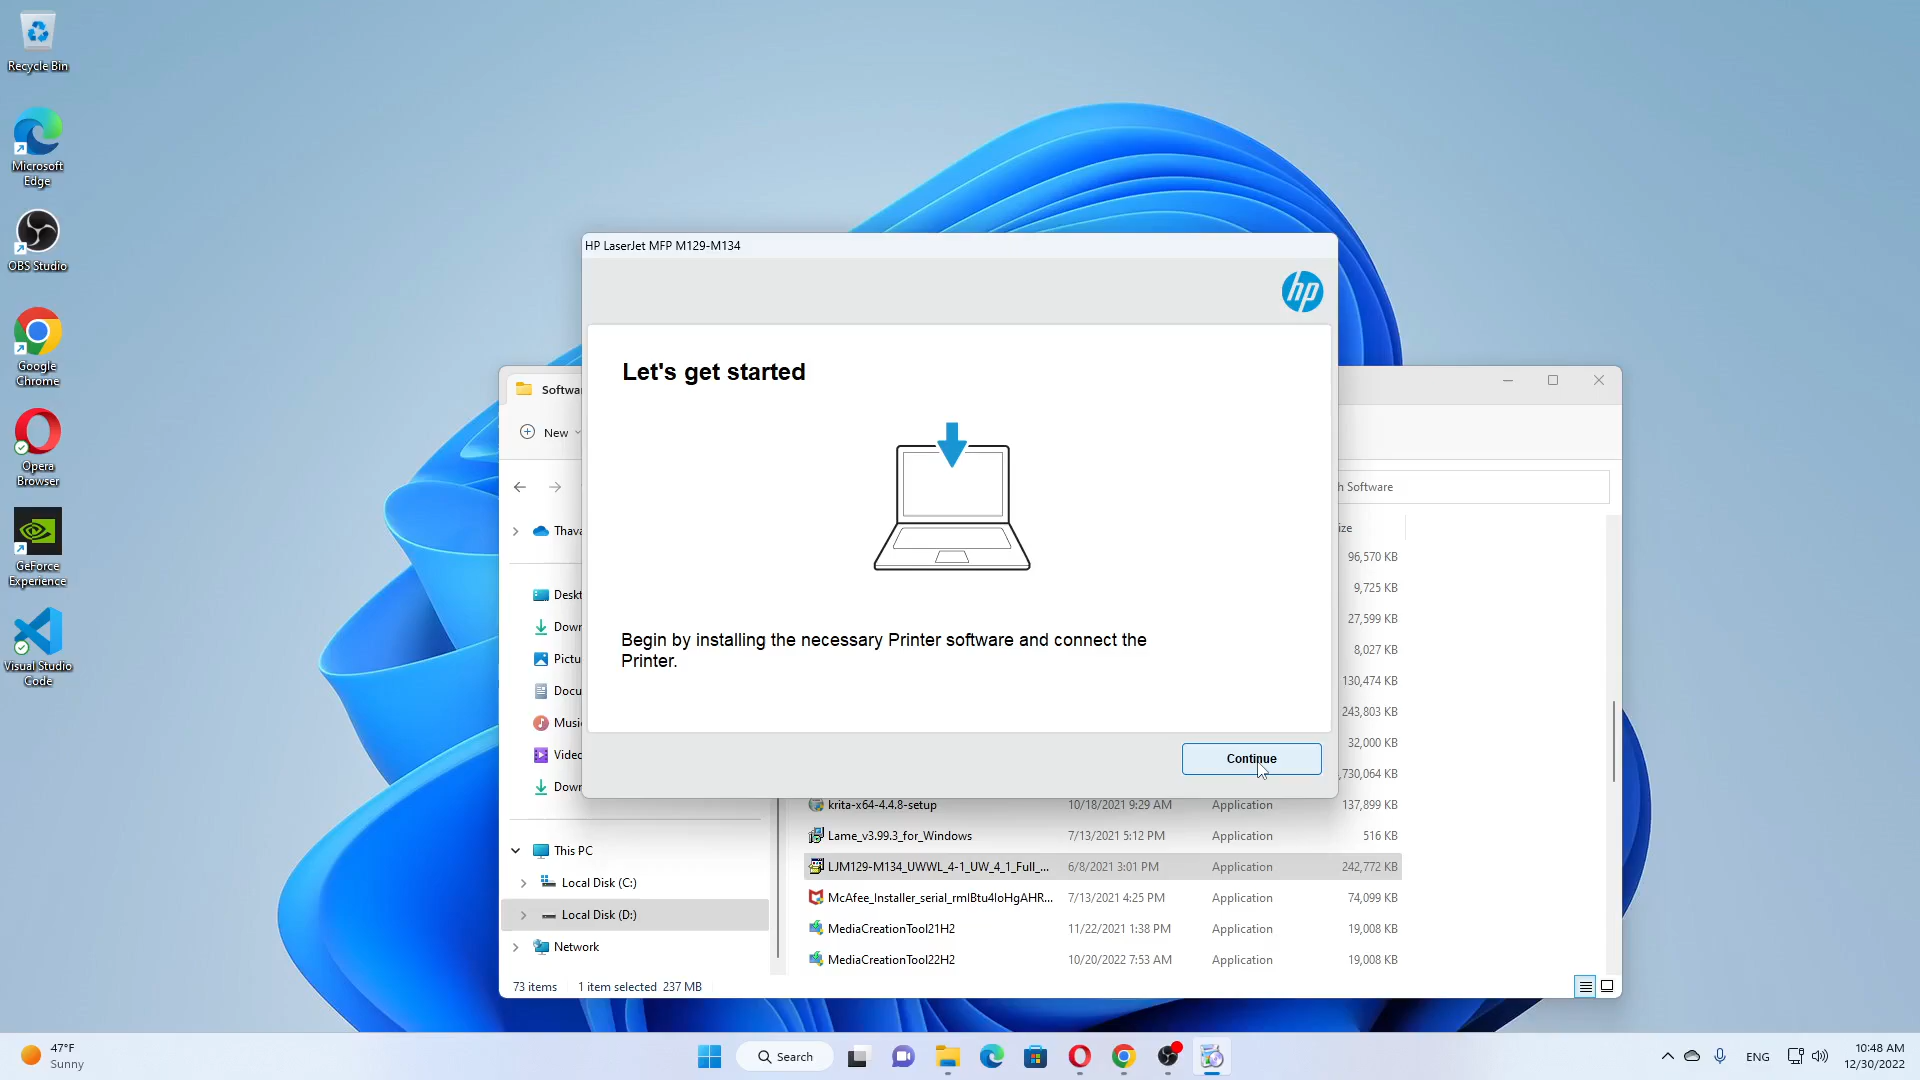 Recycle Bin
Microsoft
Edge
OBS Studio
Google
Chrome
Opera
Browser
GeForce
Experience
Visual Studio
Code
HP LaserJet MFP M129-M134
hp
Let's get started
Begin by installing the necessary Printer software and connect the
Printer.
Continue
Softwa
New
h Software
Thava
ize
Deskt
Down
Pictu
Docu
Musi
Videc
Down
This PC
Local Disk (C:)
Local Disk (D:)
Network
96,570 KB
9,725 KB
27,599 KB
8,027 KB
130,474 KB
243,803 KB
32,000 KB
,730,064 KB
krita-x64-4.4.8-setup 10/18/2021 9:29 AM Application 137,899 KB
Lame_v3.99.3_for_Windows 7/13/2021 5:12 PM Application 516 KB
LJM129-M134_UWWL_4-1_UW_4_1_Full_... 6/8/2021 3:01 PM Application 242,772 KB
McAfee_Installer_serial_rmlBtu4loHgAHR... 7/13/2021 4:25 PM Application 74,099 KB
MediaCreationTool21H2 11/22/2021 1:38 PM Application 19,008 KB
MediaCreationTool22H2 10/20/2022 7:53 AM Application 19,008 KB
73 items 1 item selected 237 MB
47°F
Sunny
Search
ENG
10:48 AM
12/30/2022